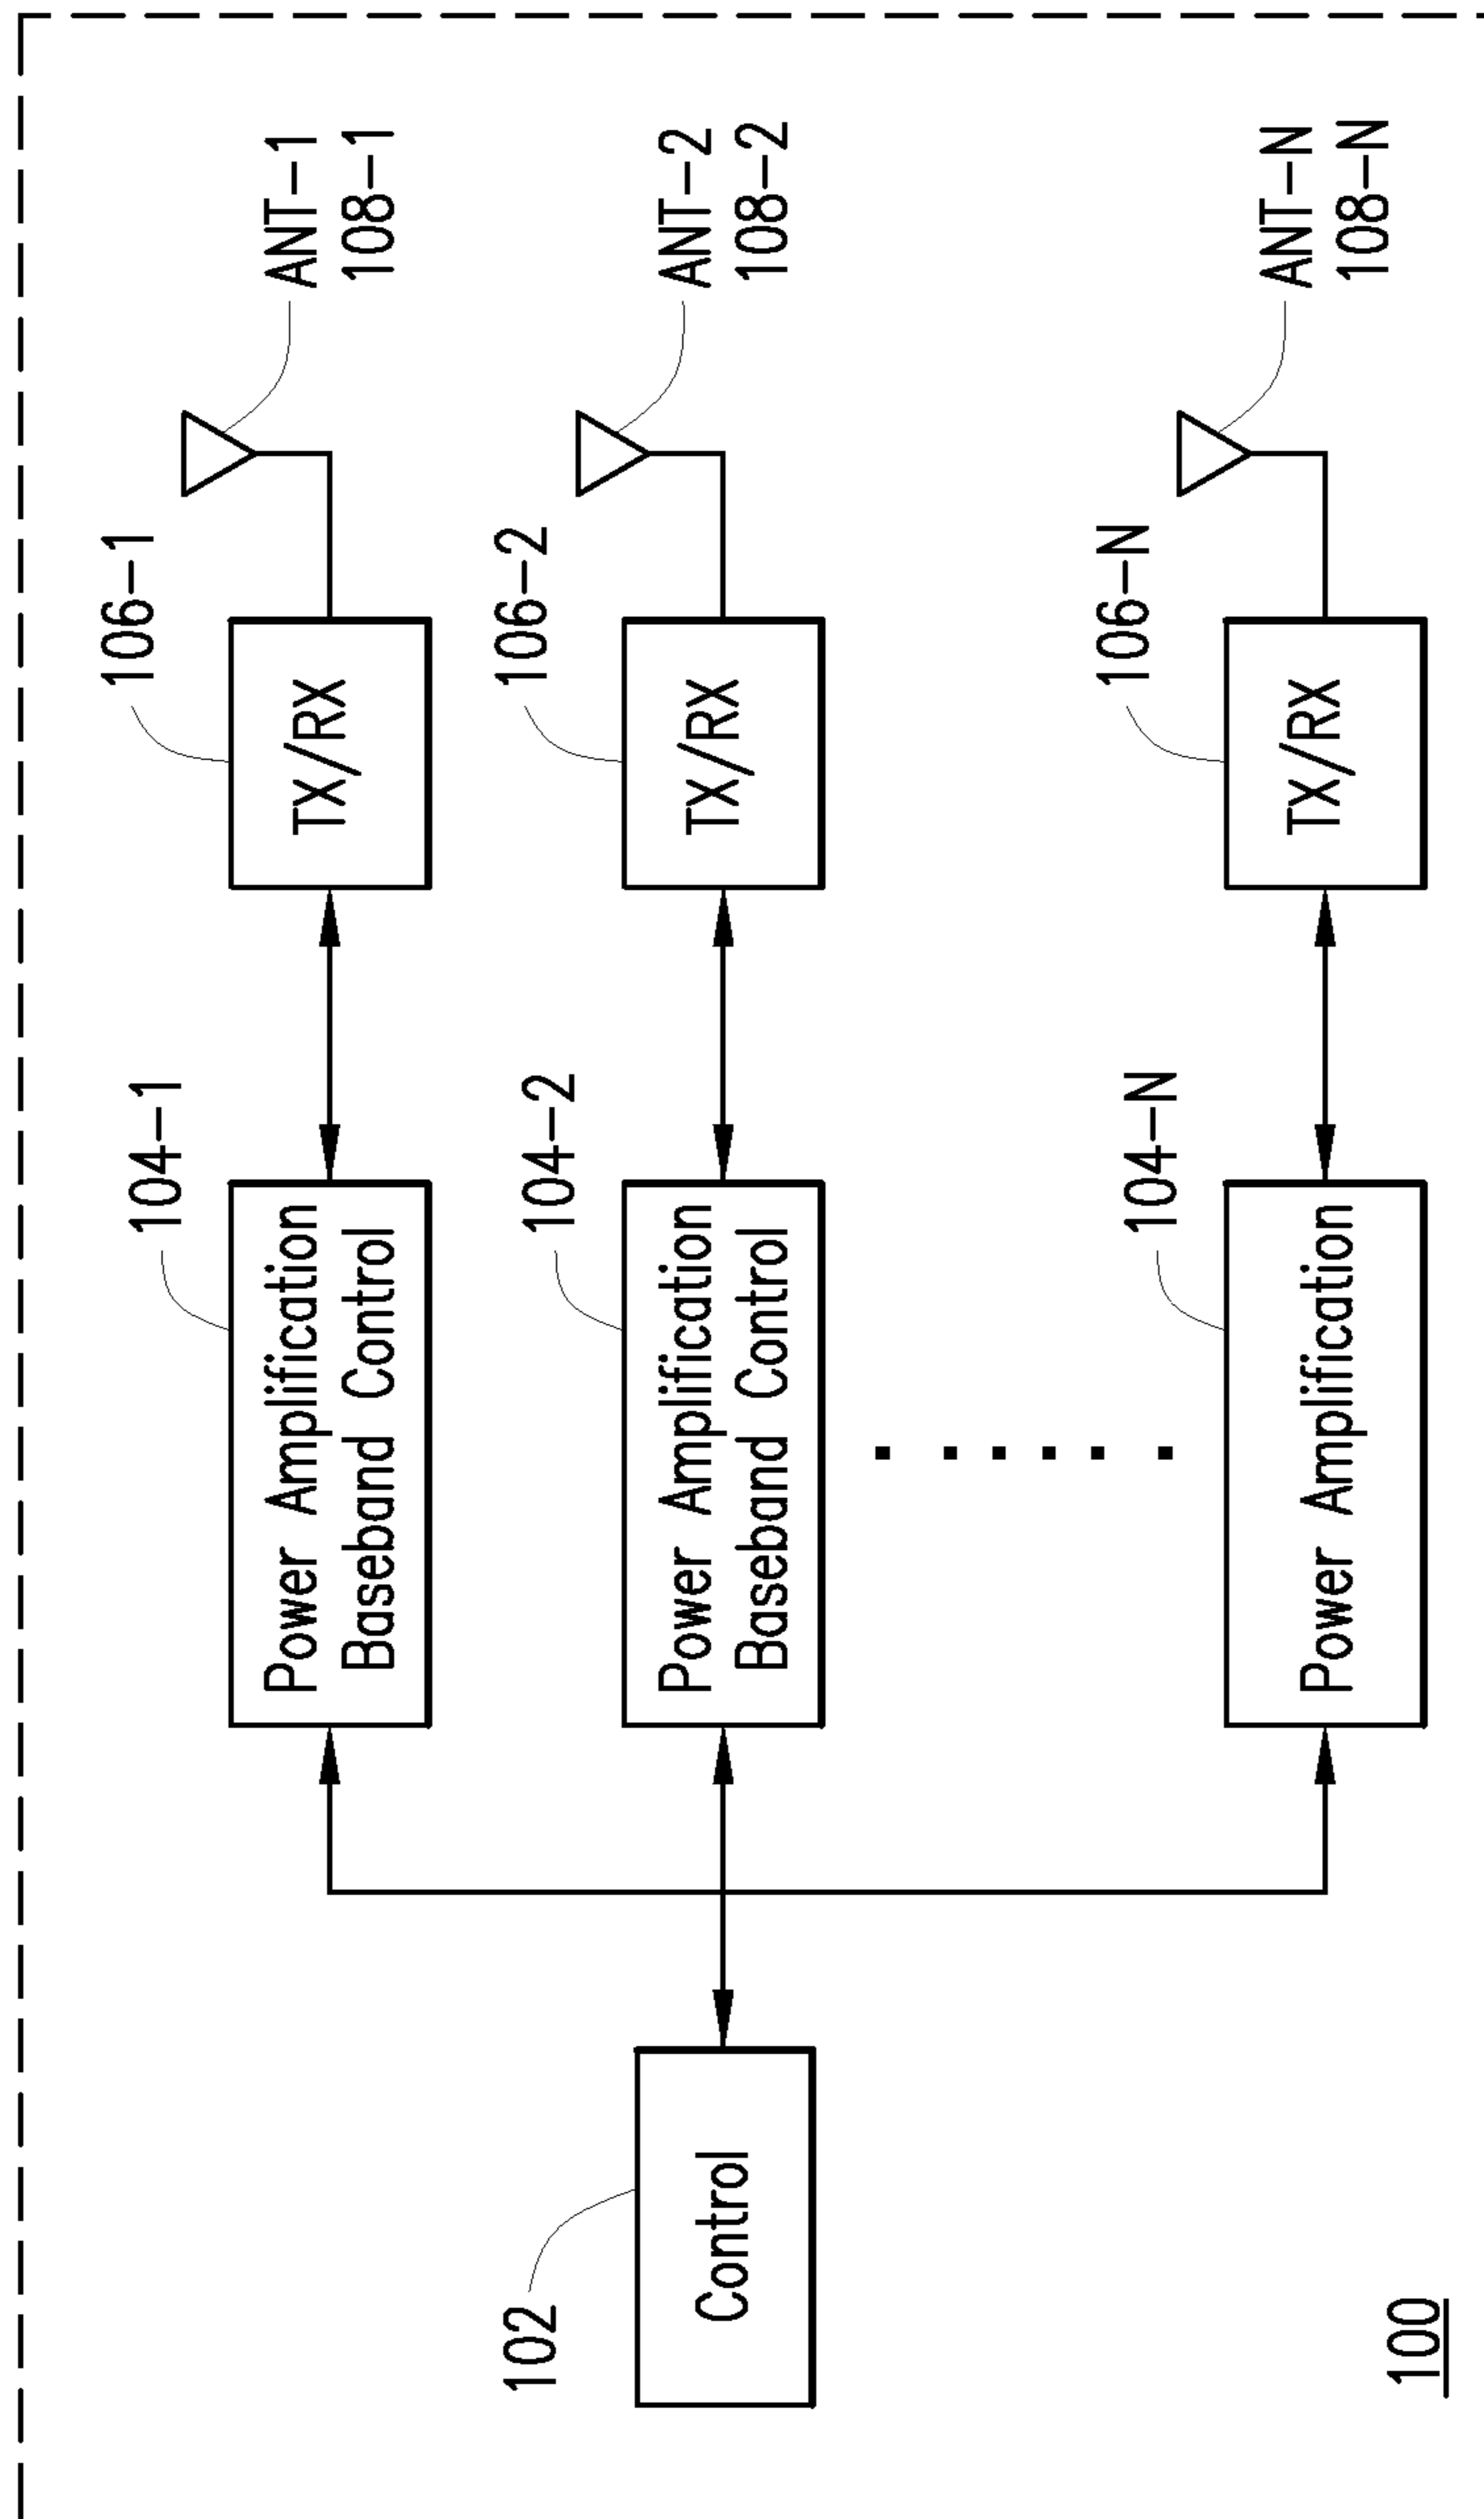 106-1
104-1
ANT-1
108-1
Power Amplification
Baseband Control
TX/RX
106-2
104-2
ANT-2
108-2
102
Control
Power Amplification
Baseband Control
TX/RX
106-N
104-N
ANT-N
108-N
Power Amplification
TX/RX
100